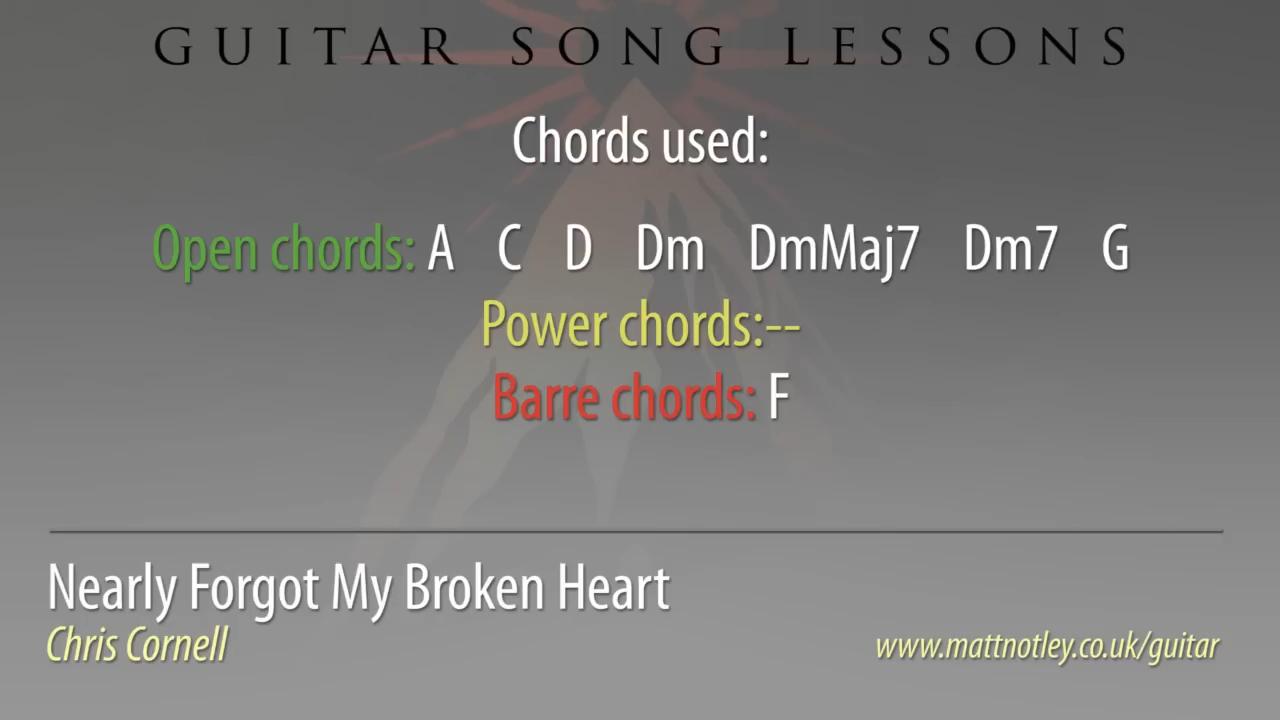 GUITAR SONG LESSONS
Chords used:
Open chords: A C D Dm DmMaj7 Dm7 G
Power chords:--
Barre chords: F
Nearly Forgot My Broken Heart
Chris Cornell
www.mattnotley.co.uk/guitar